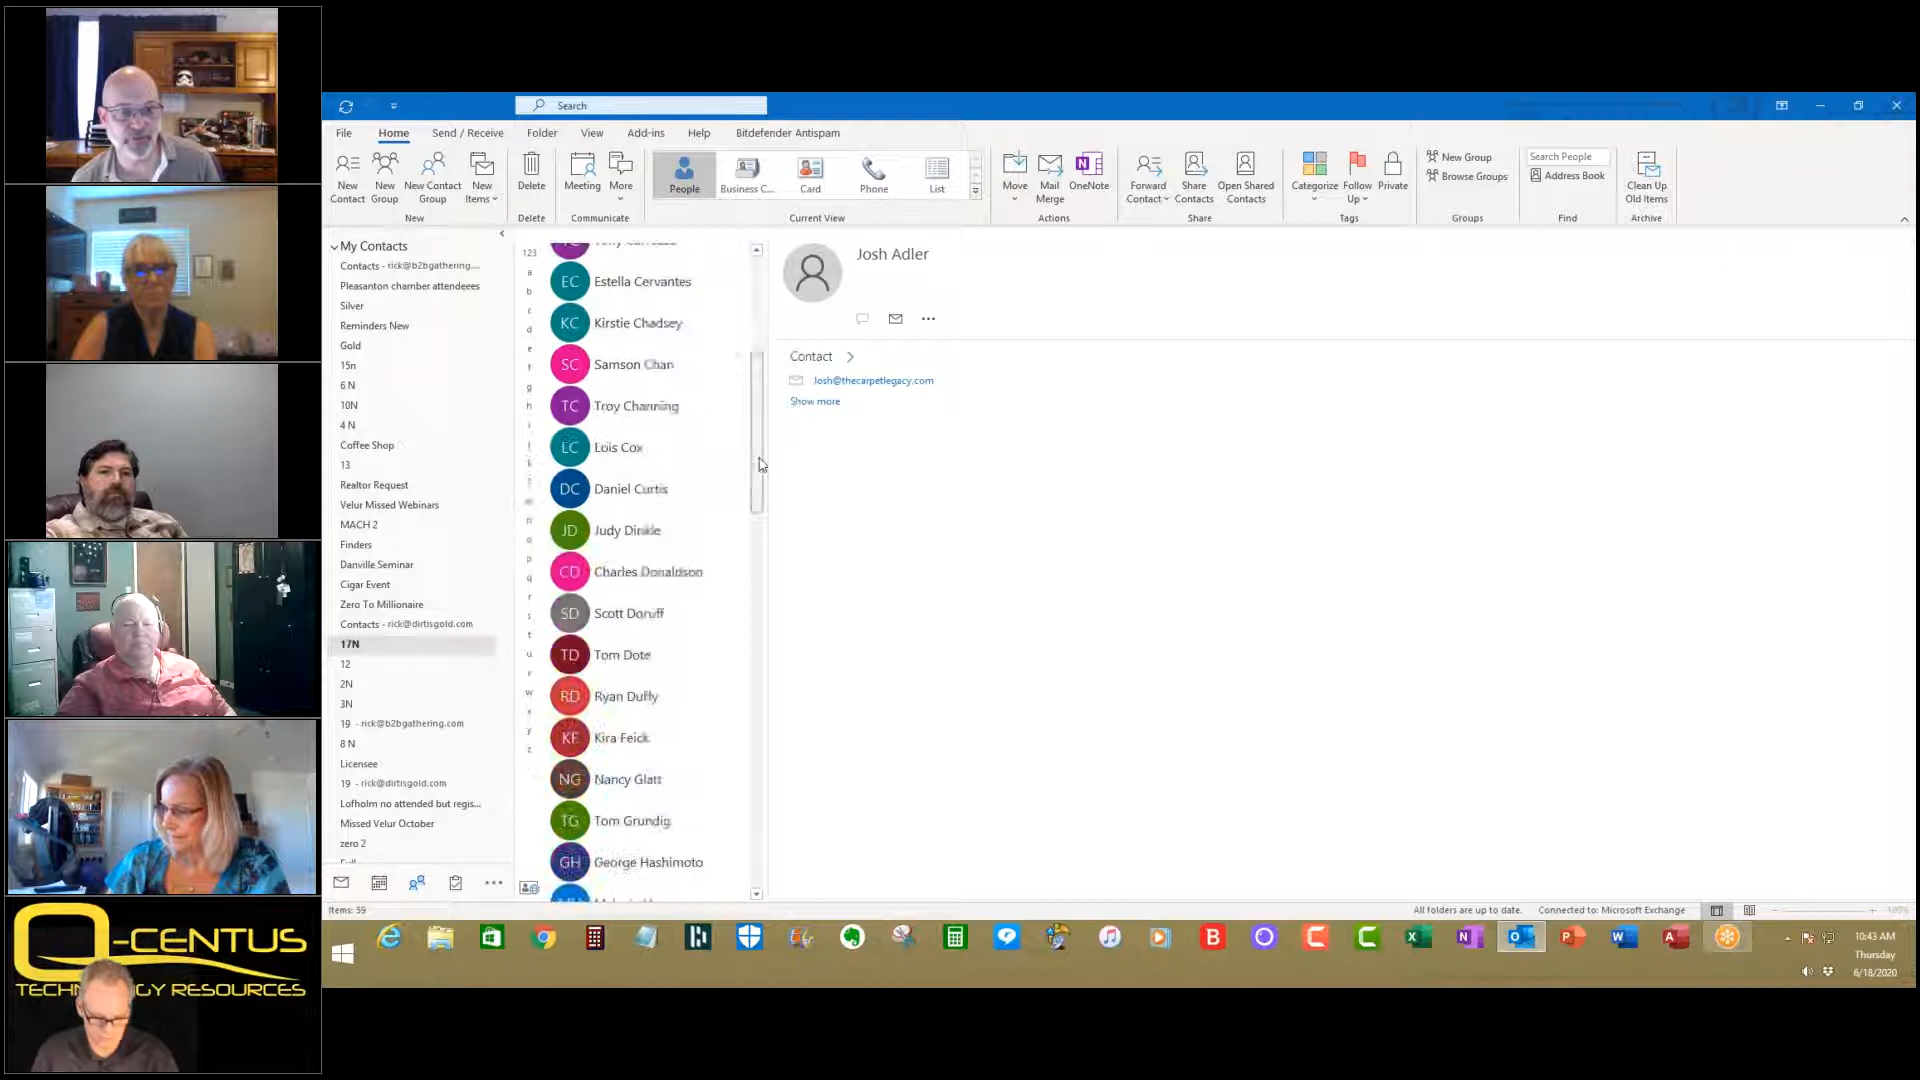 Search
File Home Send / Receive Folder View Add-ins Help Bitdefender Antispam
New Contact
New Group
New Contact Group
New Items
New
Delete
Delete
Meeting
More
Communicate
People
Business C...
Card
Phone
List
Current View
Move
Mail Merge
OneNote
Actions
Forward Contact
Share Contacts
Open Shared Contacts
Share
Categorize
Follow Up
Private
Tags
New Group
Browse Groups
Groups
Search People
Address Book
Find
Clean Up Old Items
Archive
My Contacts
Contacts - rick@b2bgathering....
Pleasanton chamber attendeees
Silver
Reminders New
Gold
15n
6 N
10N
4 N
Coffee Shop
13
Realtor Request
Velur Missed Webinars
MACH 2
Finders
Danville Seminar
Cigar Event
Zero To Millionaire
Contacts - rick@dirtisgold.com
17N
12
2N
3N
19 - rick@b2bgathering.com
8 N
Licensee
19 - rick@dirtisgold.com
Lofholm no attended but regis...
Missed Velur October
zero 2
123
a
b
c
d
e
f
g
h
EC Estella Cervantes
KC Kirstie Chadsey
SC Samson Chan
TC Troy Channing
LC Lois Cox
DC Daniel Curtis
JD Judy Dinkle
CD Charles Donaldson
SD Scott Doruff
TD Tom Dote
RD Ryan Duffy
KF Kira Feick
NG Nancy Glatt
TG Tom Grundig
GH George Hashimoto
Josh Adler
Contact
Josh@thecarpetlegacy.com
Show more
Items: 59
All folders are up to date. Connected to: Microsoft Exchange
100%
10:43 AM
Thursday
6/18/2020
Q-CENTUS